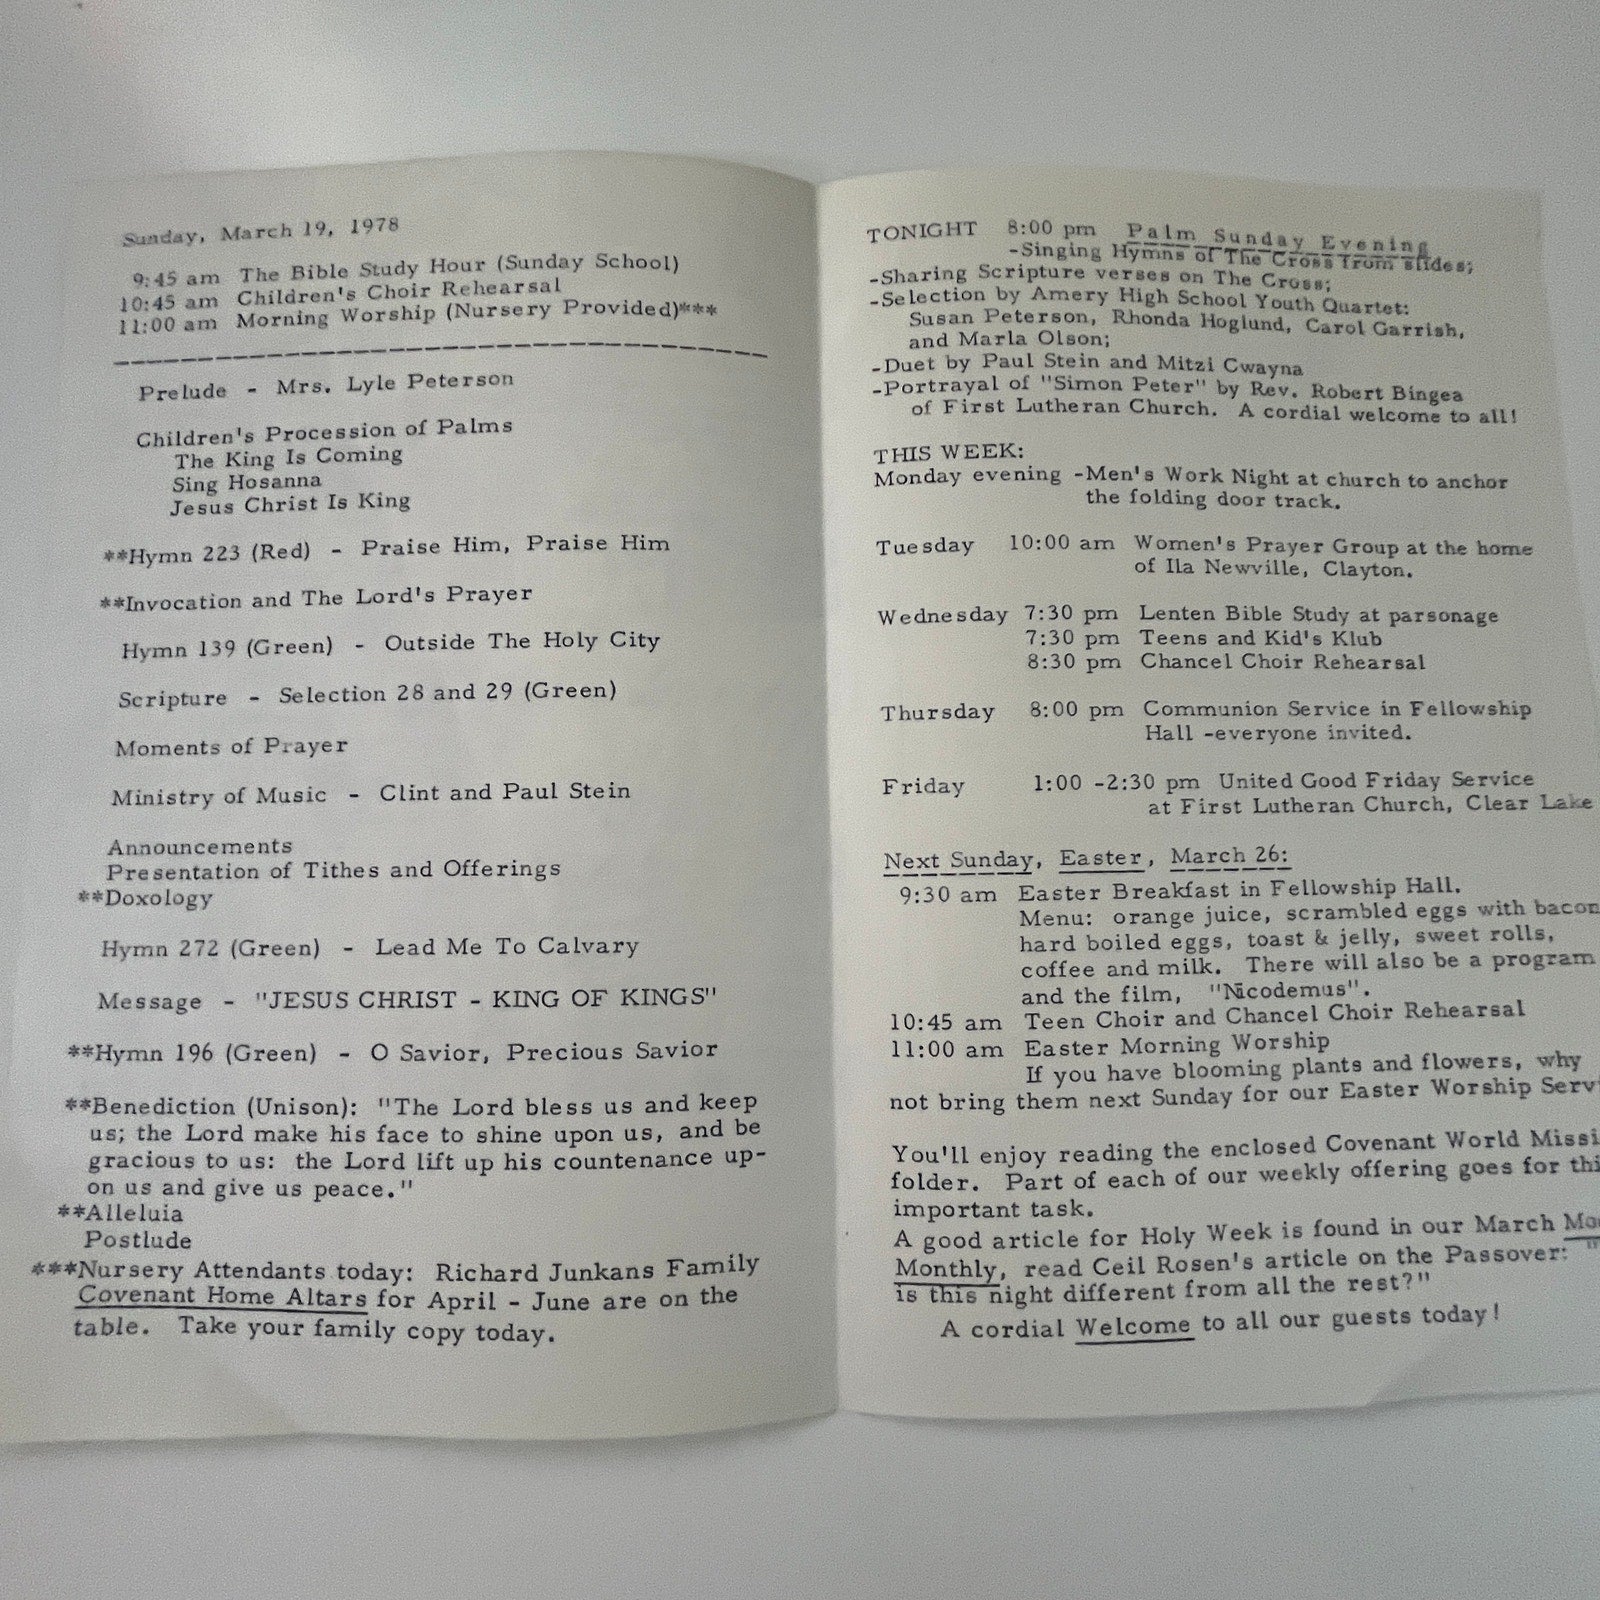 Sunday, March 19, 1978
9:45 am The Bible Study Hour (Sunday School)
10:45 am Children's Choir Rehearsal
11:00 am Morning Worship (Nursery Provided)***
Prelude - Mrs. Lyle Peterson
Children's Procession of Palms
The King Is Coming
Sing Hosanna
Jesus Christ Is King
**Hymn 223 (Red) - Praise Him, Praise Him
**Invocation and The Lord's Prayer
Hymn 139 (Green) - Outside The Holy City
Scripture - Selection 28 and 29 (Green)
Moments of Prayer
Ministry of Music - Clint and Paul Stein
Announcements
Presentation of Tithes and Offerings
**Doxology
Hymn 272 (Green) - Lead Me To Calvary
Message - "JESUS CHRIST - KING OF KINGS"
**Hymn 196 (Green) - O Savior, Precious Savior
**Benediction (Unison): "The Lord bless us and keep
us; the Lord make his face to shine upon us, and be
gracious to us: the Lord lift up his countenance up-
on us and give us peace."
**Alleluia
Postlude
***Nursery Attendants today: Richard Junkans Family
Covenant Home Altars for April - June are on the
table. Take your family copy today.
TONIGHT 8:00 pm Palm Sunday Evening
-Singing Hymns of The Cross from slides;
-Sharing Scripture verses on The Cross;
-Selection by Amery High School Youth Quartet:
Susan Peterson, Rhonda Hoglund, Carol Garrish,
and Marla Olson;
-Duet by Paul Stein and Mitzi Cwayna
-Portrayal of "Simon Peter" by Rev. Robert Bingea
of First Lutheran Church. A cordial welcome to all!
THIS WEEK:
Monday evening -Men's Work Night at church to anchor
the folding door track.
Tuesday 10:00 am Women's Prayer Group at the home
of Ila Newville, Clayton.
Wednesday 7:30 pm Lenten Bible Study at parsonage
7:30 pm Teens and Kid's Klub
8:30 pm Chancel Choir Rehearsal
Thursday 8:00 pm Communion Service in Fellowship
Hall -everyone invited.
Friday 1:00 -2:30 pm United Good Friday Service
at First Lutheran Church, Clear Lake
Next Sunday, Easter, March 26:
9:30 am Easter Breakfast in Fellowship Hall.
Menu: orange juice, scrambled eggs with bacon
hard boiled eggs, toast & jelly, sweet rolls,
coffee and milk. There will also be a program
and the film, "Nicodemus".
10:45 am Teen Choir and Chancel Choir Rehearsal
11:00 am Easter Morning Worship
If you have blooming plants and flowers, why
not bring them next Sunday for our Easter Worship Serv
You'll enjoy reading the enclosed Covenant World Missi
folder. Part of each of our weekly offering goes for thi
important task.
A good article for Holy Week is found in our March Mo
Monthly, read Ceil Rosen's article on the Passover: "
is this night different from all the rest?"
A cordial Welcome to all our guests today!